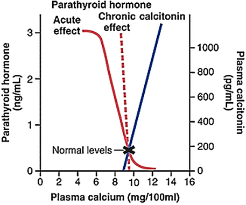 Parathyroid hormone
Acute effect
Chronic calcitonin effect
Parathyroid hormone (ng/mL)
3
2
1
0
Normal levels
Plasma calcitonin (pg/mL)
1000
800
600
400
200
0
0 2 4 6 8 10 12 14 16
Plasma calcium (mg/100ml)